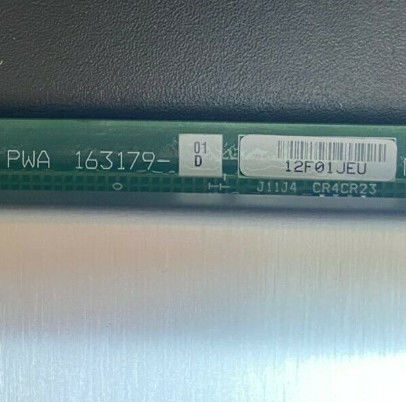 PWA 163179-
01
D
12F01JEU
J11J4 CR4CR23